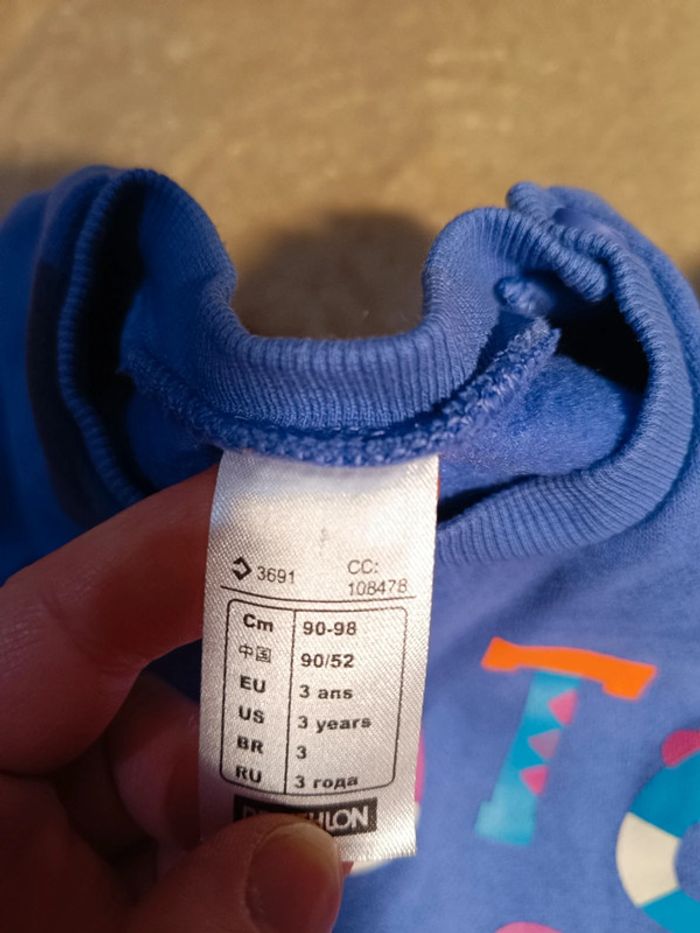 3691 CC:
108478
Cm 90-98
中国 90/52
EU 3 ans
US 3 years
BR 3
RU 3 года
T